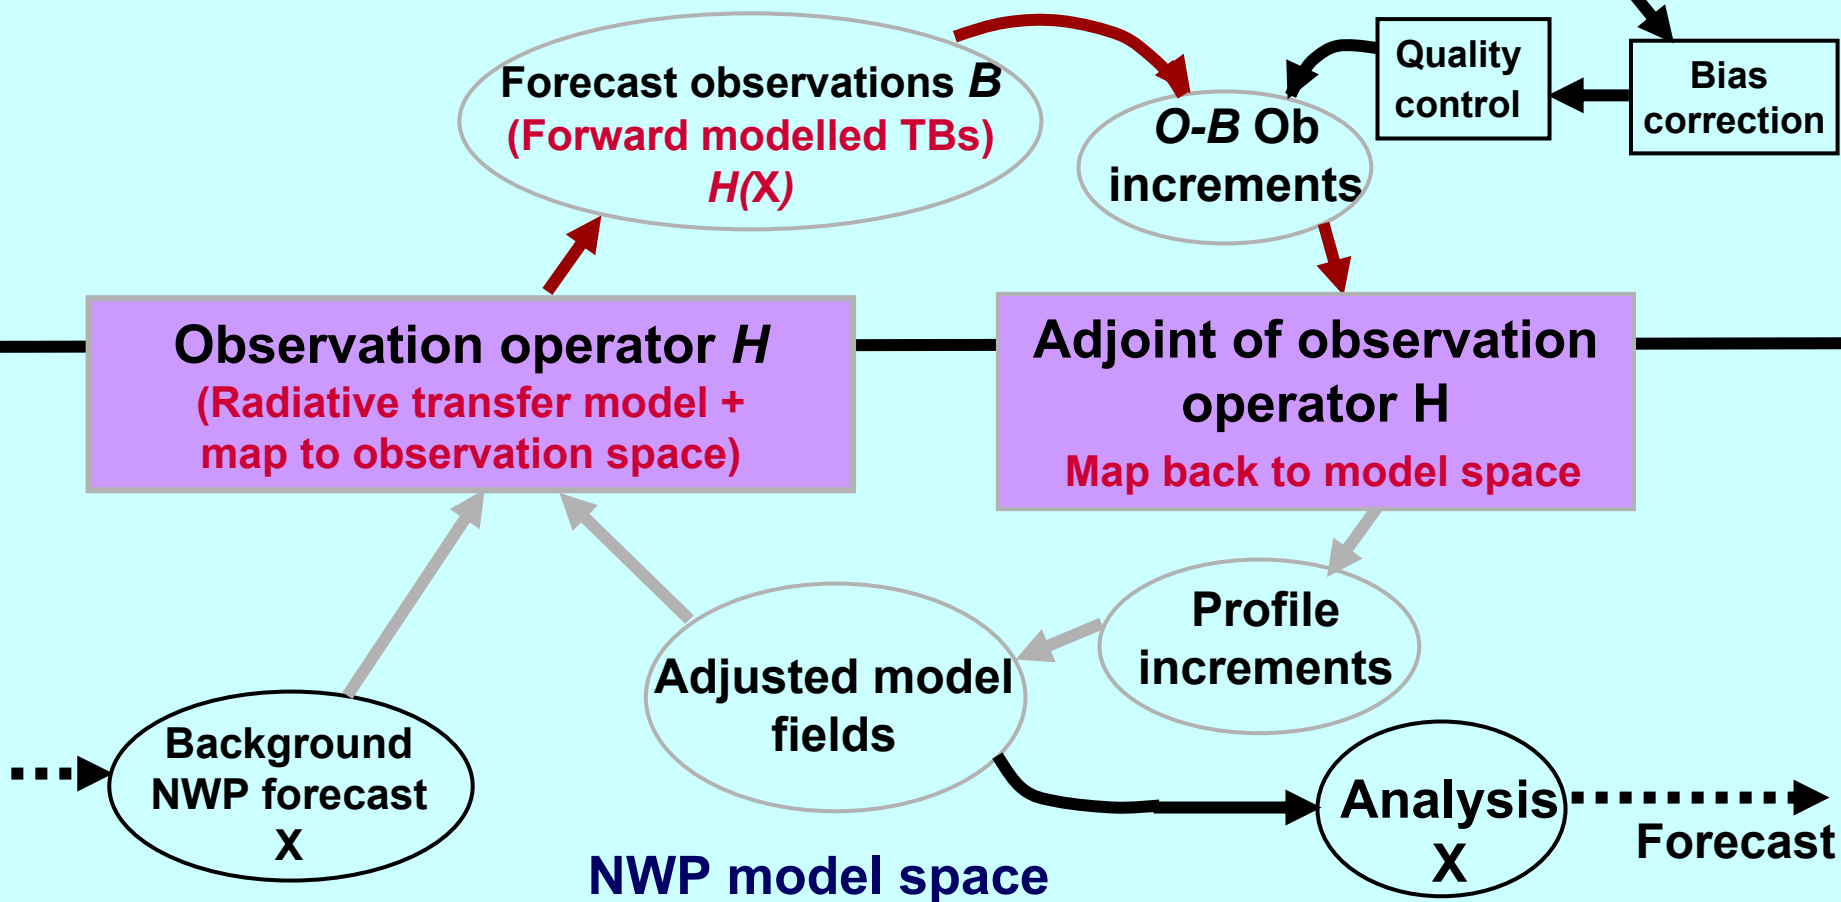 Forecast observations B
(Forward modelled TBs)
H(X)
O-B Ob
increments
Quality
control
Bias
correction
Observation operator H
(Radiative transfer model +
map to observation space)
Adjoint of observation
operator H
Map back to model space
Profile
increments
Adjusted model
fields
Background
NWP forecast
X
Analysis
X
Forecast
NWP model space